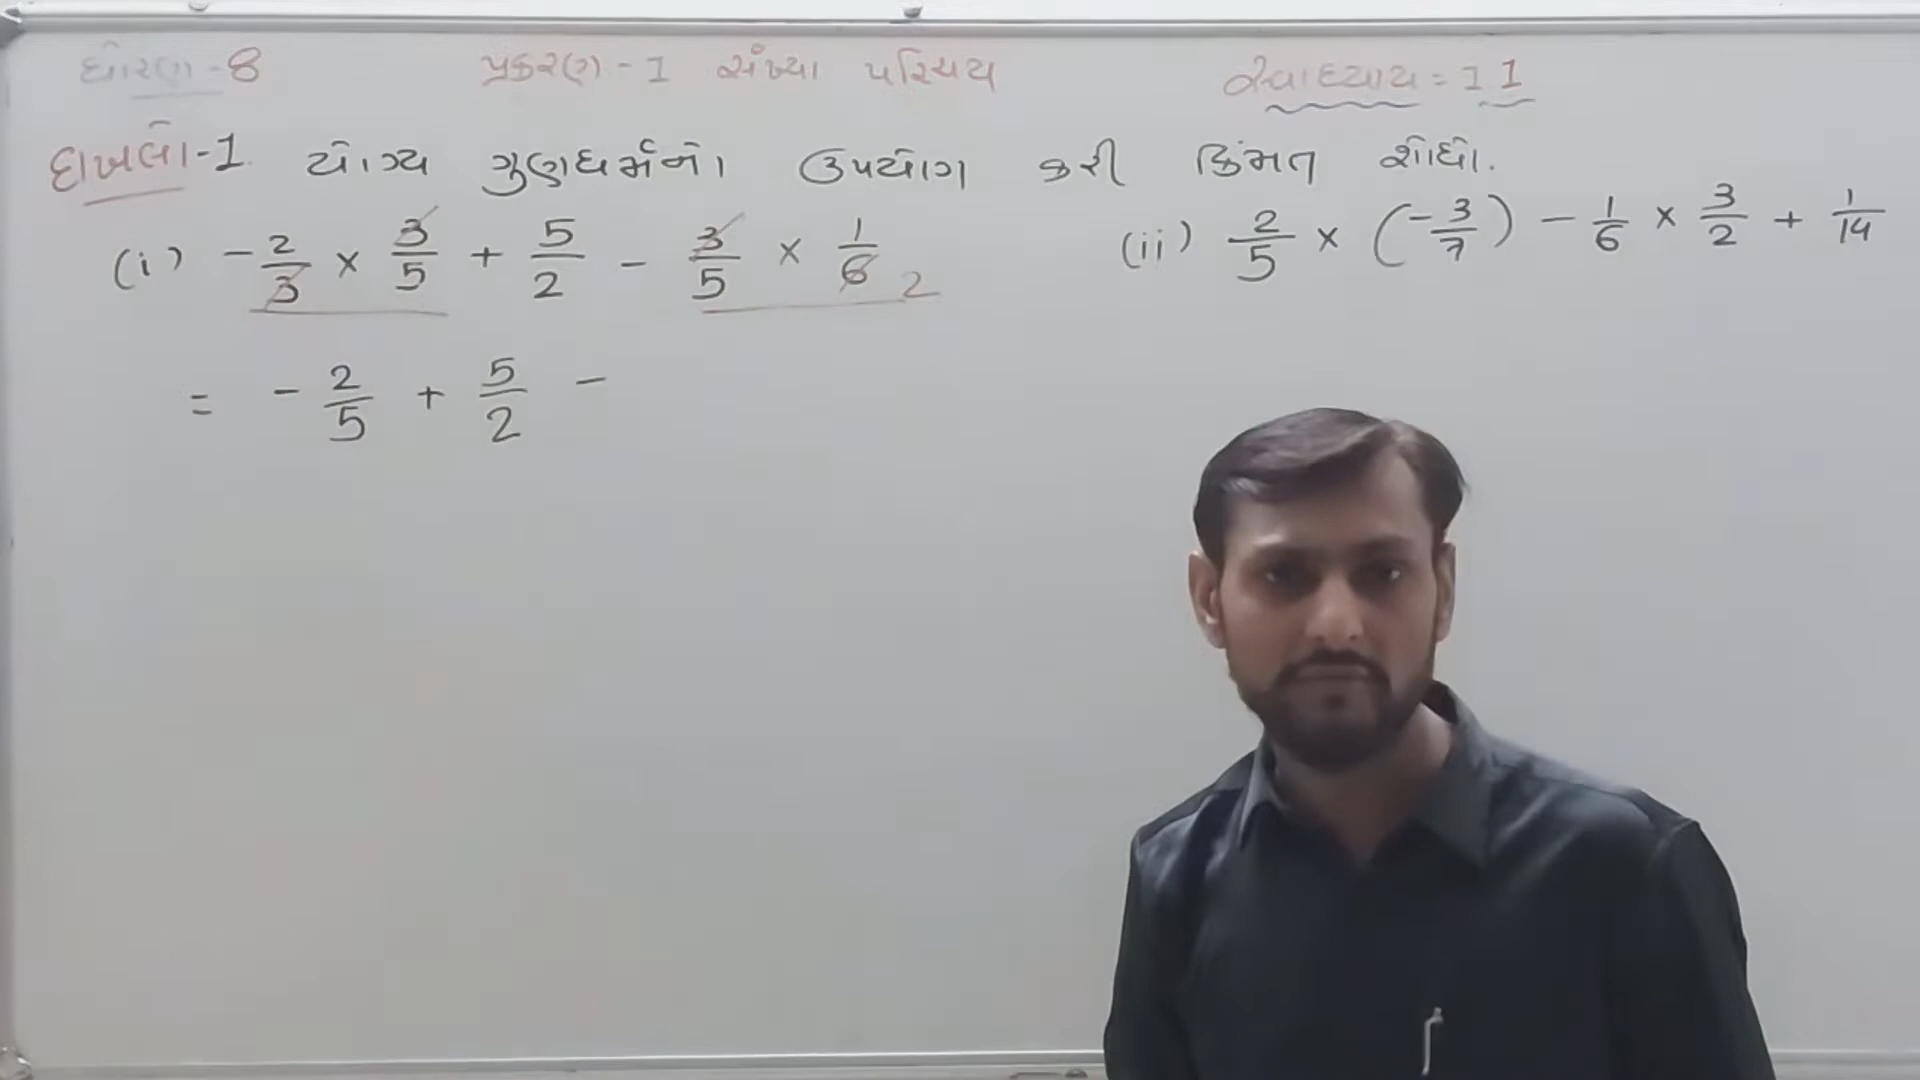 ધોરણ - 8 પ્રકરણ - 1 સંખ્યા પરિચય સ્વાધ્યાય = 1 1
દાખલો - 1 યોગ્ય ગુણધર્મનો ઉપયોગ કરી કિંમત શોધો.
(i) - 2/3 × 3/5 + 5/2 - 3/5 × 1/6 2 (ii) 2/5 × (-3/7) - 1/6 × 3/2 + 1/14
= - 2/5 + 5/2 -